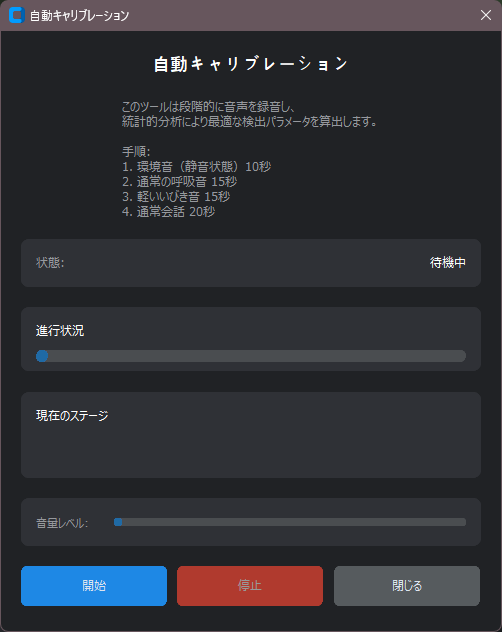 自動キャリブレーション
自動キャリブレーション
このツールは段階的に音声を録音し、
統計的分析により最適な検出パラメータを算出します。
手順:
1. 環境音（静音状態）10秒
2. 通常の呼吸音 15秒
3. 軽いいびき音 15秒
4. 通常会話 20秒
状態:
待機中
進行状況
現在のステージ
音量レベル:
開始
停止
閉じる